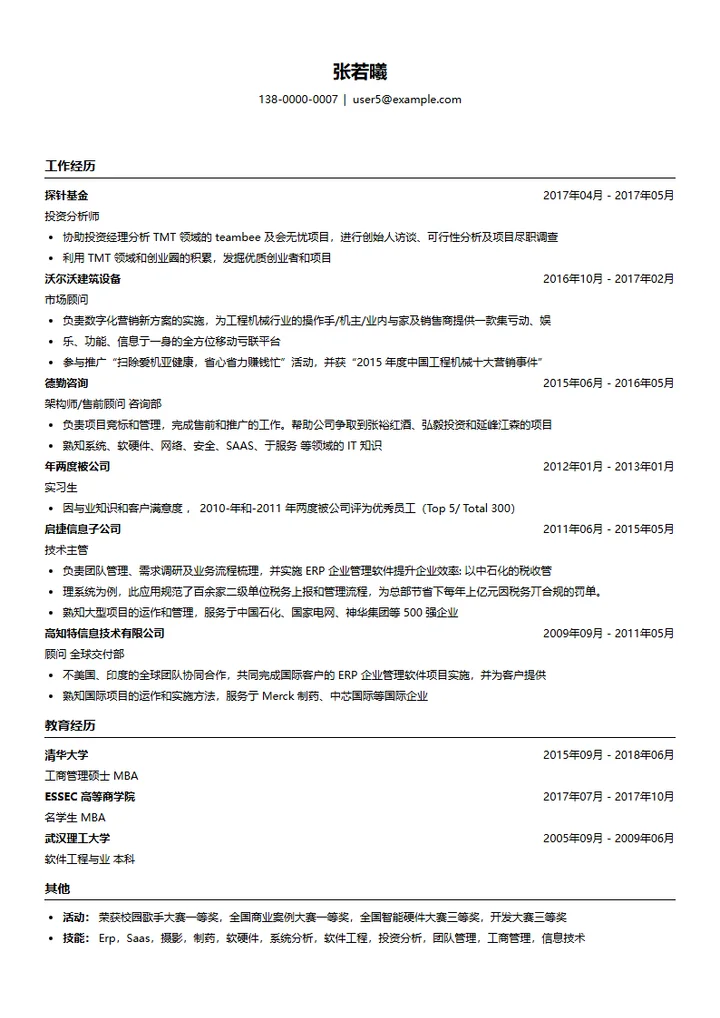 张若曦
138-0000-0007 | user5@example.com
工作经历
探针基金 2017年04月 - 2017年05月
投资分析师
• 协助投资经理分析 TMT 领域的 teambee 及会无忧项目，进行创始人访谈、可行性分析及项目尽职调查
• 利用 TMT 领域和创业圈的积累，发掘优质创业者和项目
沃尔沃建筑设备 2016年10月 - 2017年02月
市场顾问
• 负责数字化营销新方案的实施，为工程机械行业的操作手/机主/业内与家及销售商提供一款集亏动、娱
• 乐、功能、信息于一身的全方位移动亏联平台
• 参与推广“扫除爱机亚健康，省心省力赚钱忙”活动，并获“2015 年度中国工程机械十大营销事件”
德勤咨询 2015年06月 - 2016年05月
架构师/售前顾问 咨询部
• 负责项目竞标和管理，完成售前和推广的工作。帮助公司争取到张裕红酒、弘毅投资和延峰江森的项目
• 熟知系统、软硬件、网络、安全、SAAS、于服务 等领域的 IT 知识
年两度被公司 2012年01月 - 2013年01月
实习生
• 因与业知识和客户满意度 ， 2010-年和-2011 年两度被公司评为优秀员工（Top 5/ Total 300）
启捷信息子公司 2011年06月 - 2015年05月
技术主管
• 负责团队管理、需求调研及业务流程梳理，并实施 ERP 企业管理软件提升企业效率: 以中石化的税收管
• 理系统为例，此应用规范了百余家二级单位税务上报和管理流程，为总部节省下每年上亿元因税务丌合规的罚单。
• 熟知大型项目的运作和管理，服务于中国石化、国家电网、神华集团等 500 强企业
高知特信息技术有限公司 2009年09月 - 2011年05月
顾问 全球交付部
• 不美国、印度的全球团队协同合作，共同完成国际客户的 ERP 企业管理软件项目实施，并为客户提供
• 熟知国际项目的运作和实施方法，服务于 Merck 制药、中芯国际等国际企业
教育经历
清华大学 2015年09月 - 2018年06月
工商管理硕士 MBA
ESSEC 高等商学院 2017年07月 - 2017年10月
名学生 MBA
武汉理工大学 2005年09月 - 2009年06月
软件工程与业 本科
其他
• 活动： 荣获校园歌手大赛一等奖，全国商业案例大赛一等奖，全国智能硬件大赛三等奖，开发大赛三等奖
• 技能： Erp，Saas，摄影，制药，软硬件，系统分析，软件工程，投资分析，团队管理，工商管理，信息技术